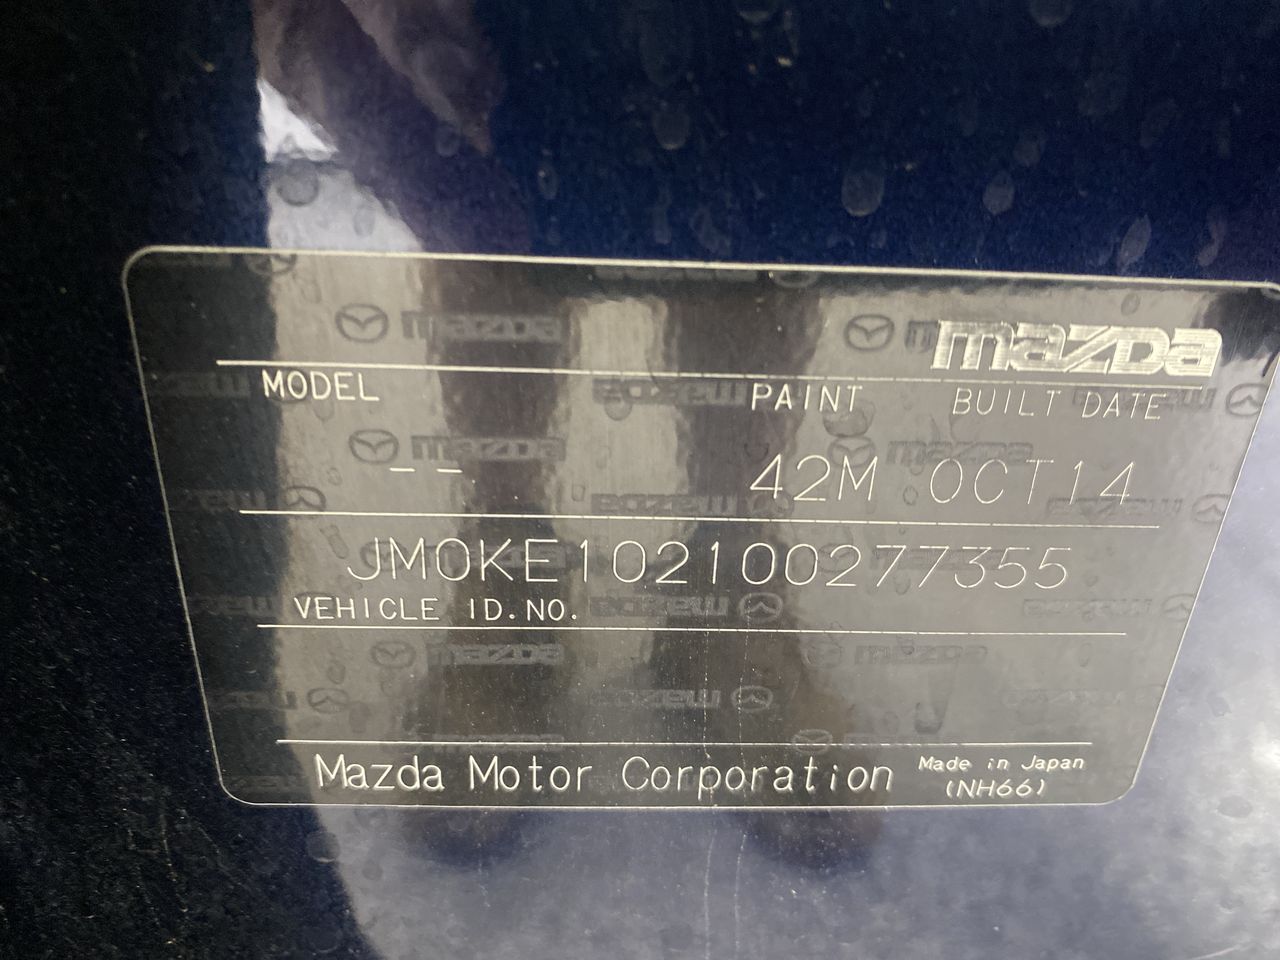 mazda
MODEL PAINT BUILT DATE
-- 42M OCT14
JM0KE102100277355
VEHICLE ID.NO.
Mazda Motor Corporation Made in Japan
(NH66)